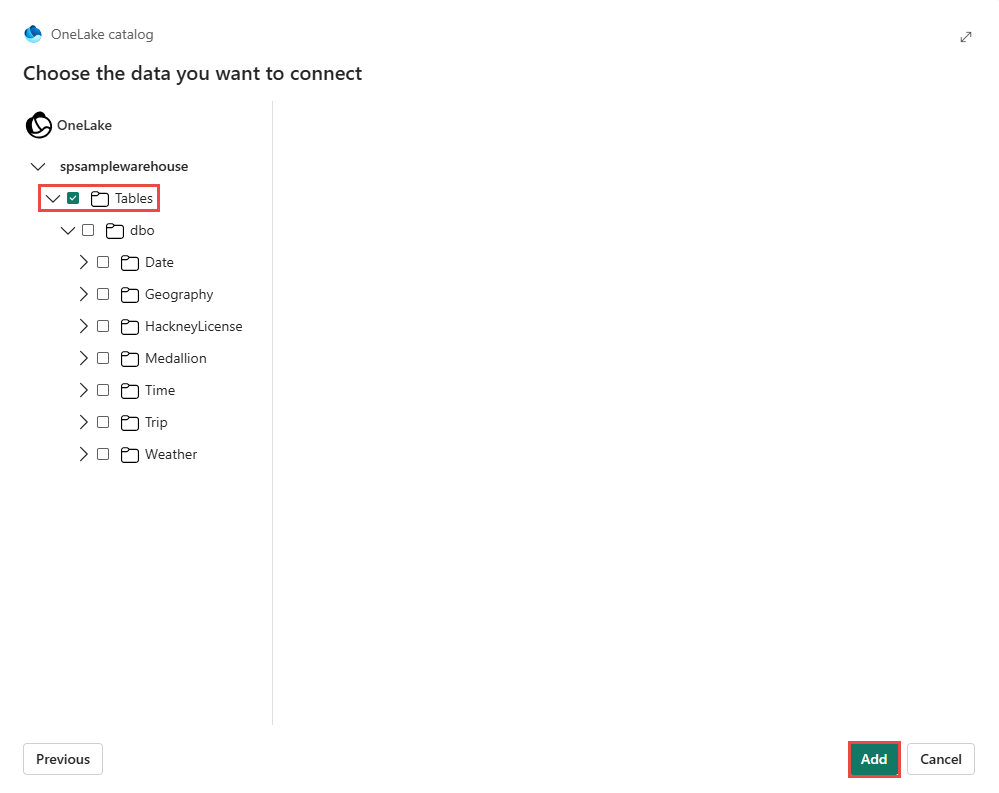 OneLake catalog
Choose the data you want to connect
OneLake
spsamplewarehouse
Tables
dbo
Date
Geography
HackneyLicense
Medallion
Time
Trip
Weather
Previous
Add
Cancel